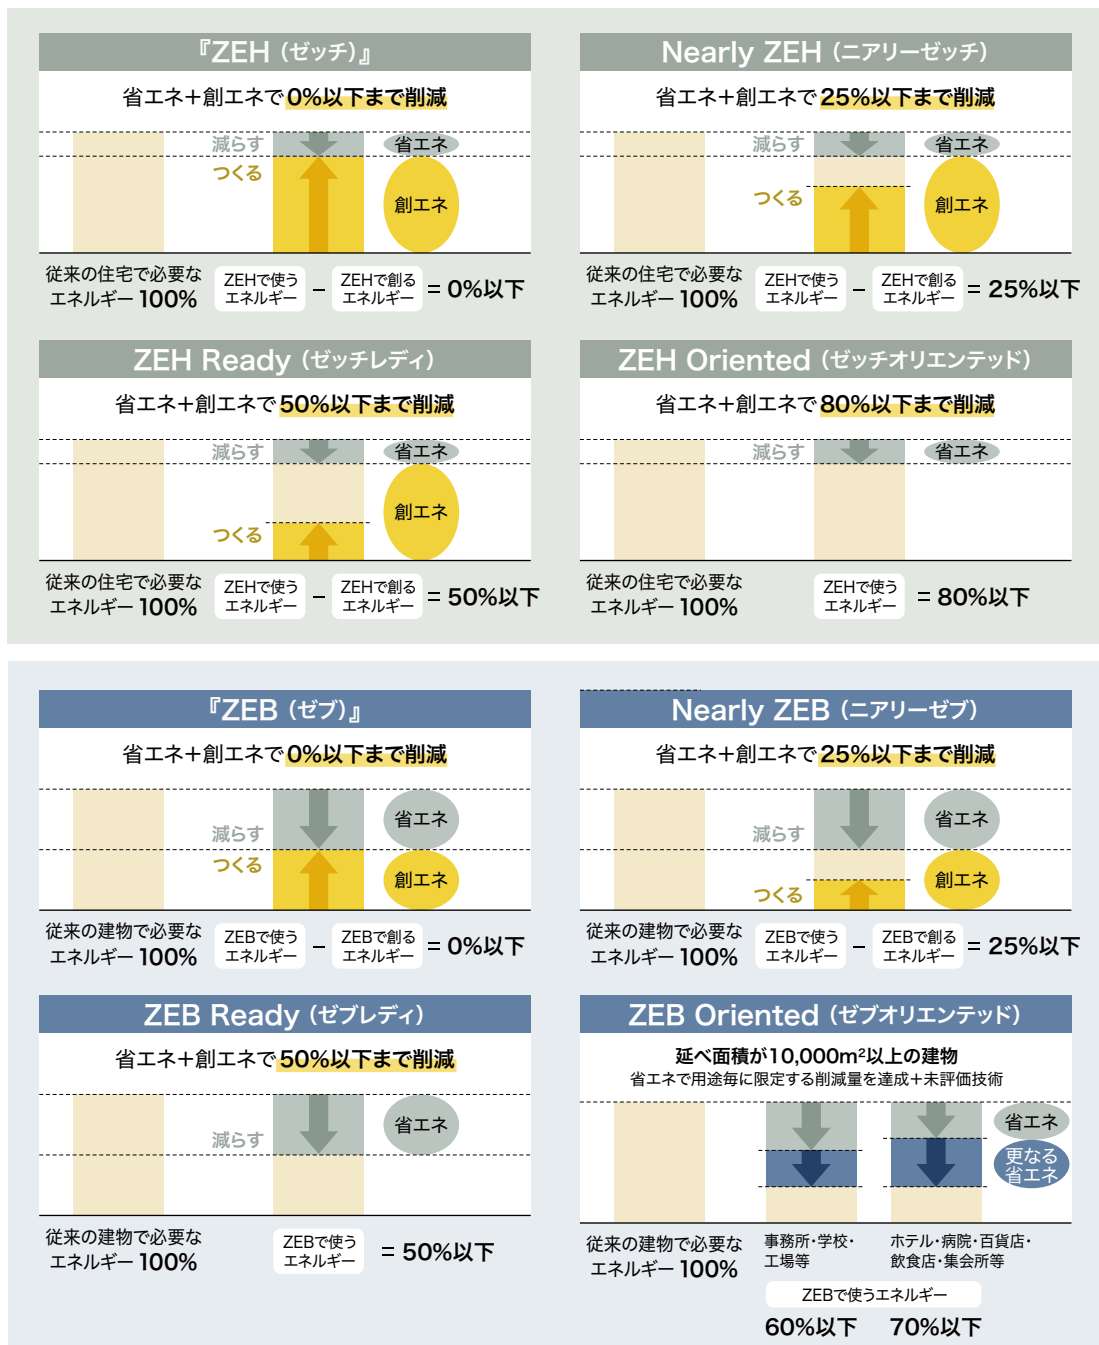 『ZEH（ゼッチ）』
省エネ＋創エネで0%以下まで削減
減らす
省エネ
つくる
創エネ
従来の住宅で必要な
エネルギー 100%
ZEHで使う
エネルギー
−
ZEHで創る
エネルギー
= 0%以下
Nearly ZEH（ニアリーゼッチ）
省エネ＋創エネで25%以下まで削減
減らす
省エネ
つくる
創エネ
従来の住宅で必要な
エネルギー 100%
ZEHで使う
エネルギー
−
ZEHで創る
エネルギー
= 25%以下
ZEH Ready（ゼッチレディ）
省エネ＋創エネで50%以下まで削減
減らす
省エネ
創エネ
つくる
従来の住宅で必要な
エネルギー 100%
ZEHで使う
エネルギー
−
ZEHで創る
エネルギー
= 50%以下
ZEH Oriented（ゼッチオリエンテッド）
省エネ＋創エネで80%以下まで削減
減らす
省エネ
従来の住宅で必要な
エネルギー 100%
ZEHで使う
エネルギー
= 80%以下
『ZEB（ゼブ）』
省エネ＋創エネで0%以下まで削減
省エネ
減らす
つくる
創エネ
従来の建物で必要な
エネルギー 100%
ZEBで使う
エネルギー
−
ZEBで創る
エネルギー
= 0%以下
Nearly ZEB（ニアリーゼブ）
省エネ＋創エネで25%以下まで削減
省エネ
減らす
創エネ
つくる
従来の建物で必要な
エネルギー 100%
ZEBで使う
エネルギー
−
ZEBで創る
エネルギー
= 25%以下
ZEB Ready（ゼブレディ）
省エネ＋創エネで50%以下まで削減
省エネ
減らす
従来の建物で必要な
エネルギー 100%
ZEBで使う
エネルギー
= 50%以下
ZEB Oriented（ゼブオリエンテッド）
延べ面積が10,000m²以上の建物
省エネで用途毎に限定する削減量を達成＋未評価技術
省エネ
更なる
省エネ
従来の建物で必要な
エネルギー 100%
事務所・学校・
工場等
ホテル・病院・百貨店・
飲食店・集会所等
ZEBで使うエネルギー
60%以下
70%以下